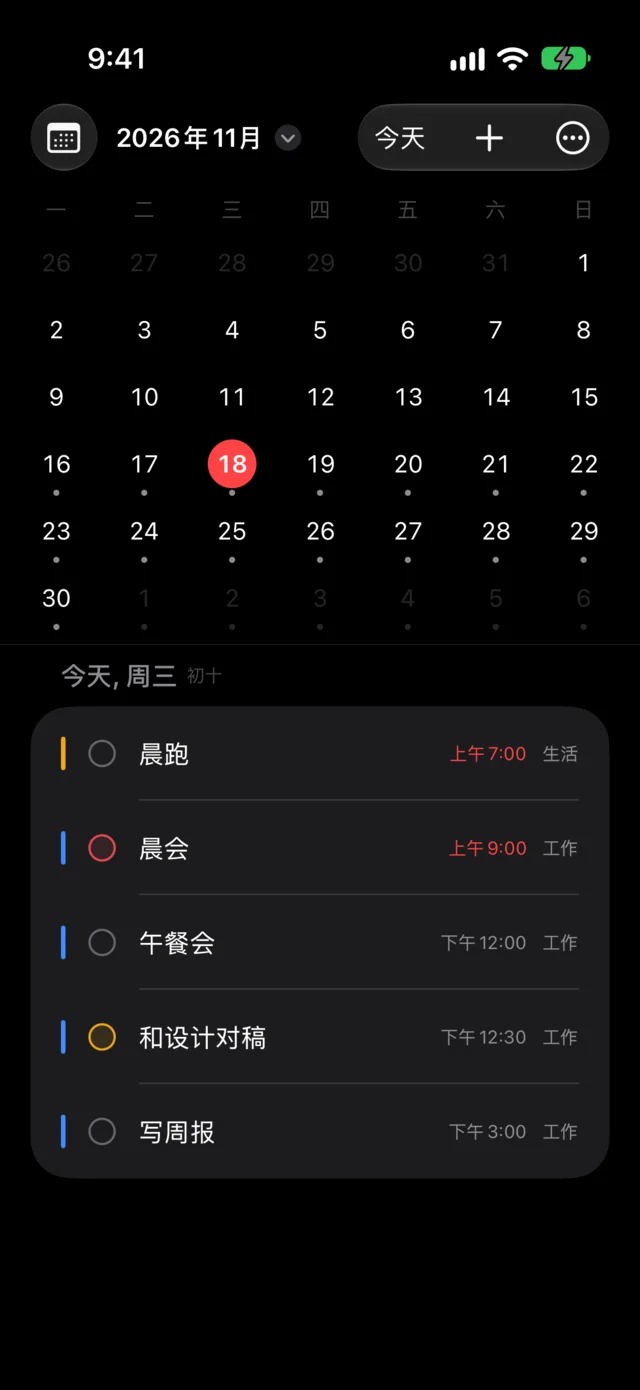 9:41
2026年11月 今天
一 二 三 四 五 六 日
26 27 28 29 30 31 1
2 3 4 5 6 7 8
9 10 11 12 13 14 15
16 17 18 19 20 21 22
23 24 25 26 27 28 29
30 1 2 3 4 5 6
今天, 周三 初十
晨跑 上午7:00 生活
晨会 上午9:00 工作
午餐会 下午12:00 工作
和设计对稿 下午12:30 工作
写周报 下午3:00 工作